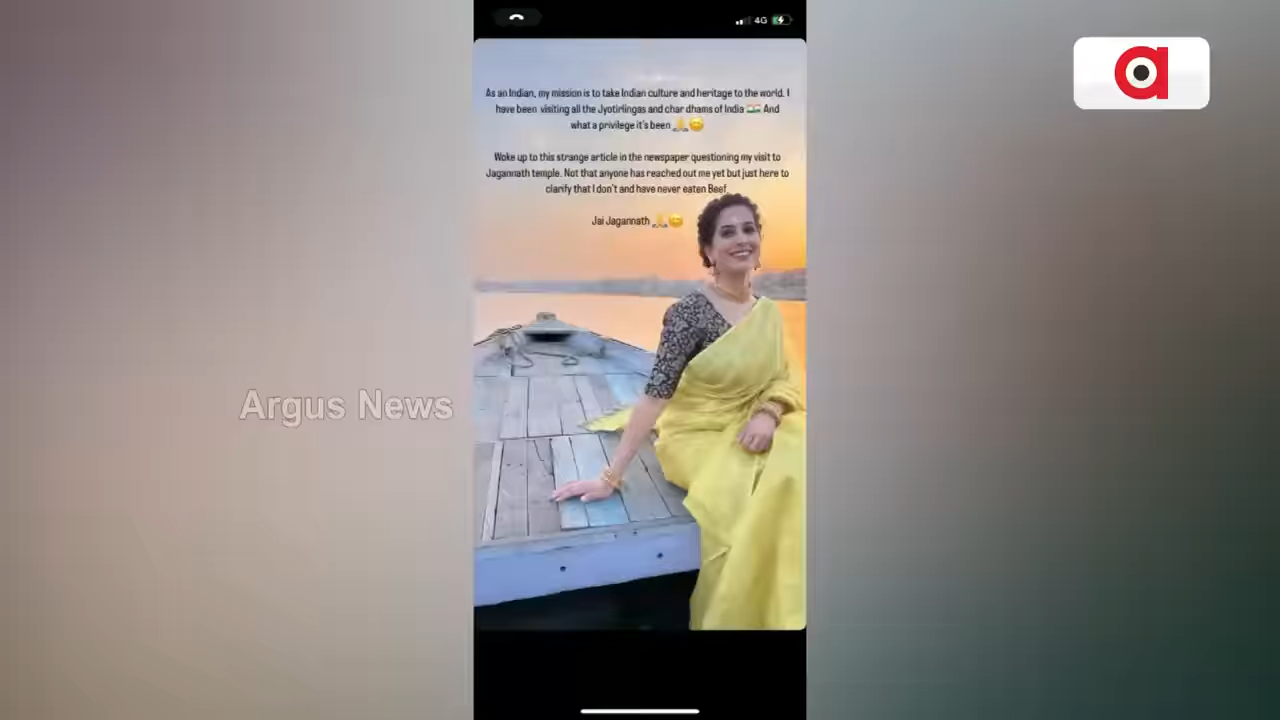 4G
As an Indian, my mission is to take Indian culture and heritage to the world. I
have been visiting all the Jyotirlingas and char dhams of India 🇮🇳 And
what a privilege it's been 🙏😊
Woke up to this strange article in the newspaper questioning my visit to
Jagannath temple. Not that anyone has reached out me yet but just here to
clarify that I don't and have never eaten Beef.
Jai Jagannath 🙏😊
Argus News
a